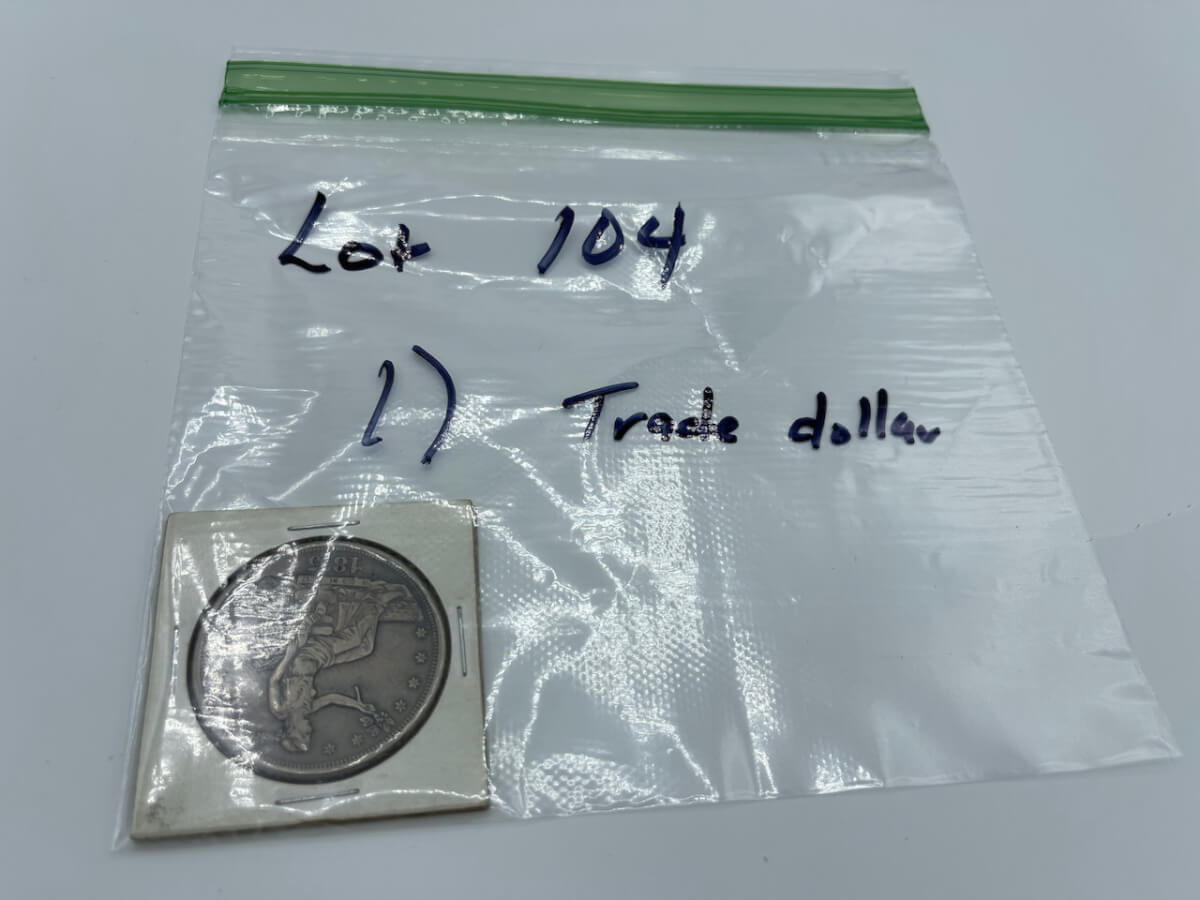 Lot 104
1) Trade dollar